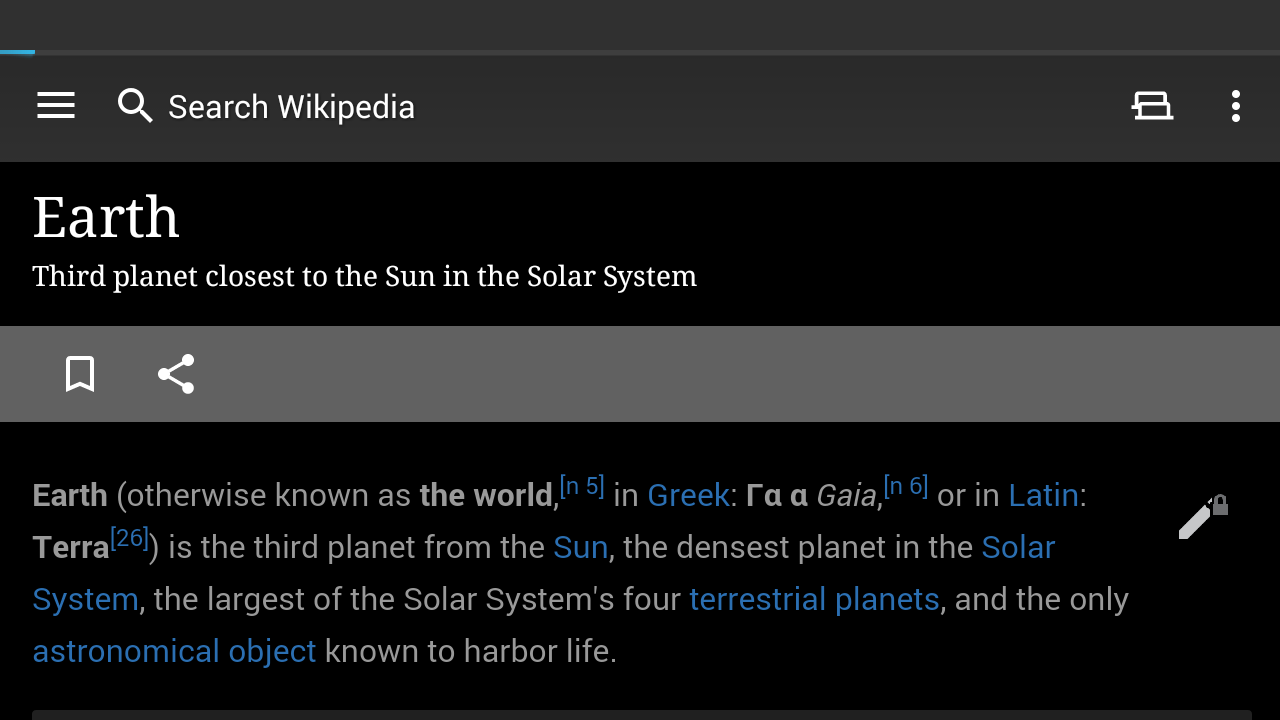 Search Wikipedia
Earth
Third planet closest to the Sun in the Solar System
Earth (otherwise known as the world,[n 5] in Greek: Γα α Gaia,[n 6] or in Latin:
Terra[26]) is the third planet from the Sun, the densest planet in the Solar
System, the largest of the Solar System's four terrestrial planets, and the only
astronomical object known to harbor life.